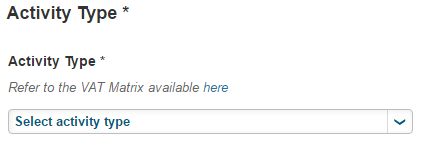 Activity Type *
Activity Type *
Refer to the VAT Matrix available here
Select activity type